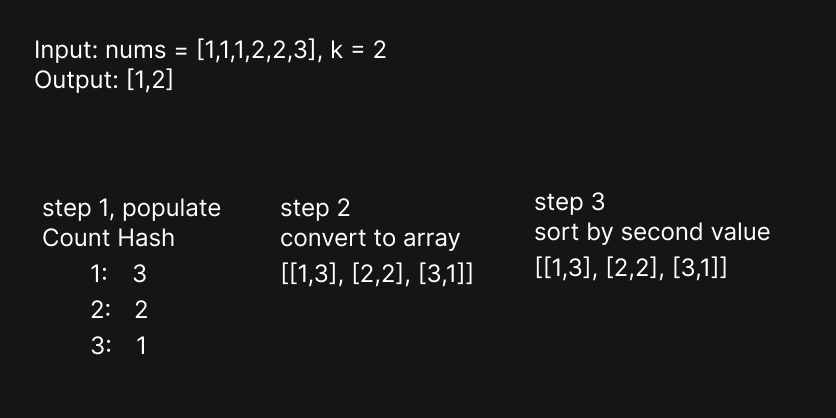 Input: nums = [1,1,1,2,2,3], k = 2
Output: [1,2]
step 1, populate
Count Hash
1: 3
2: 2
3: 1
step 2
convert to array
[[1,3], [2,2], [3,1]]
step 3
sort by second value
[[1,3], [2,2], [3,1]]